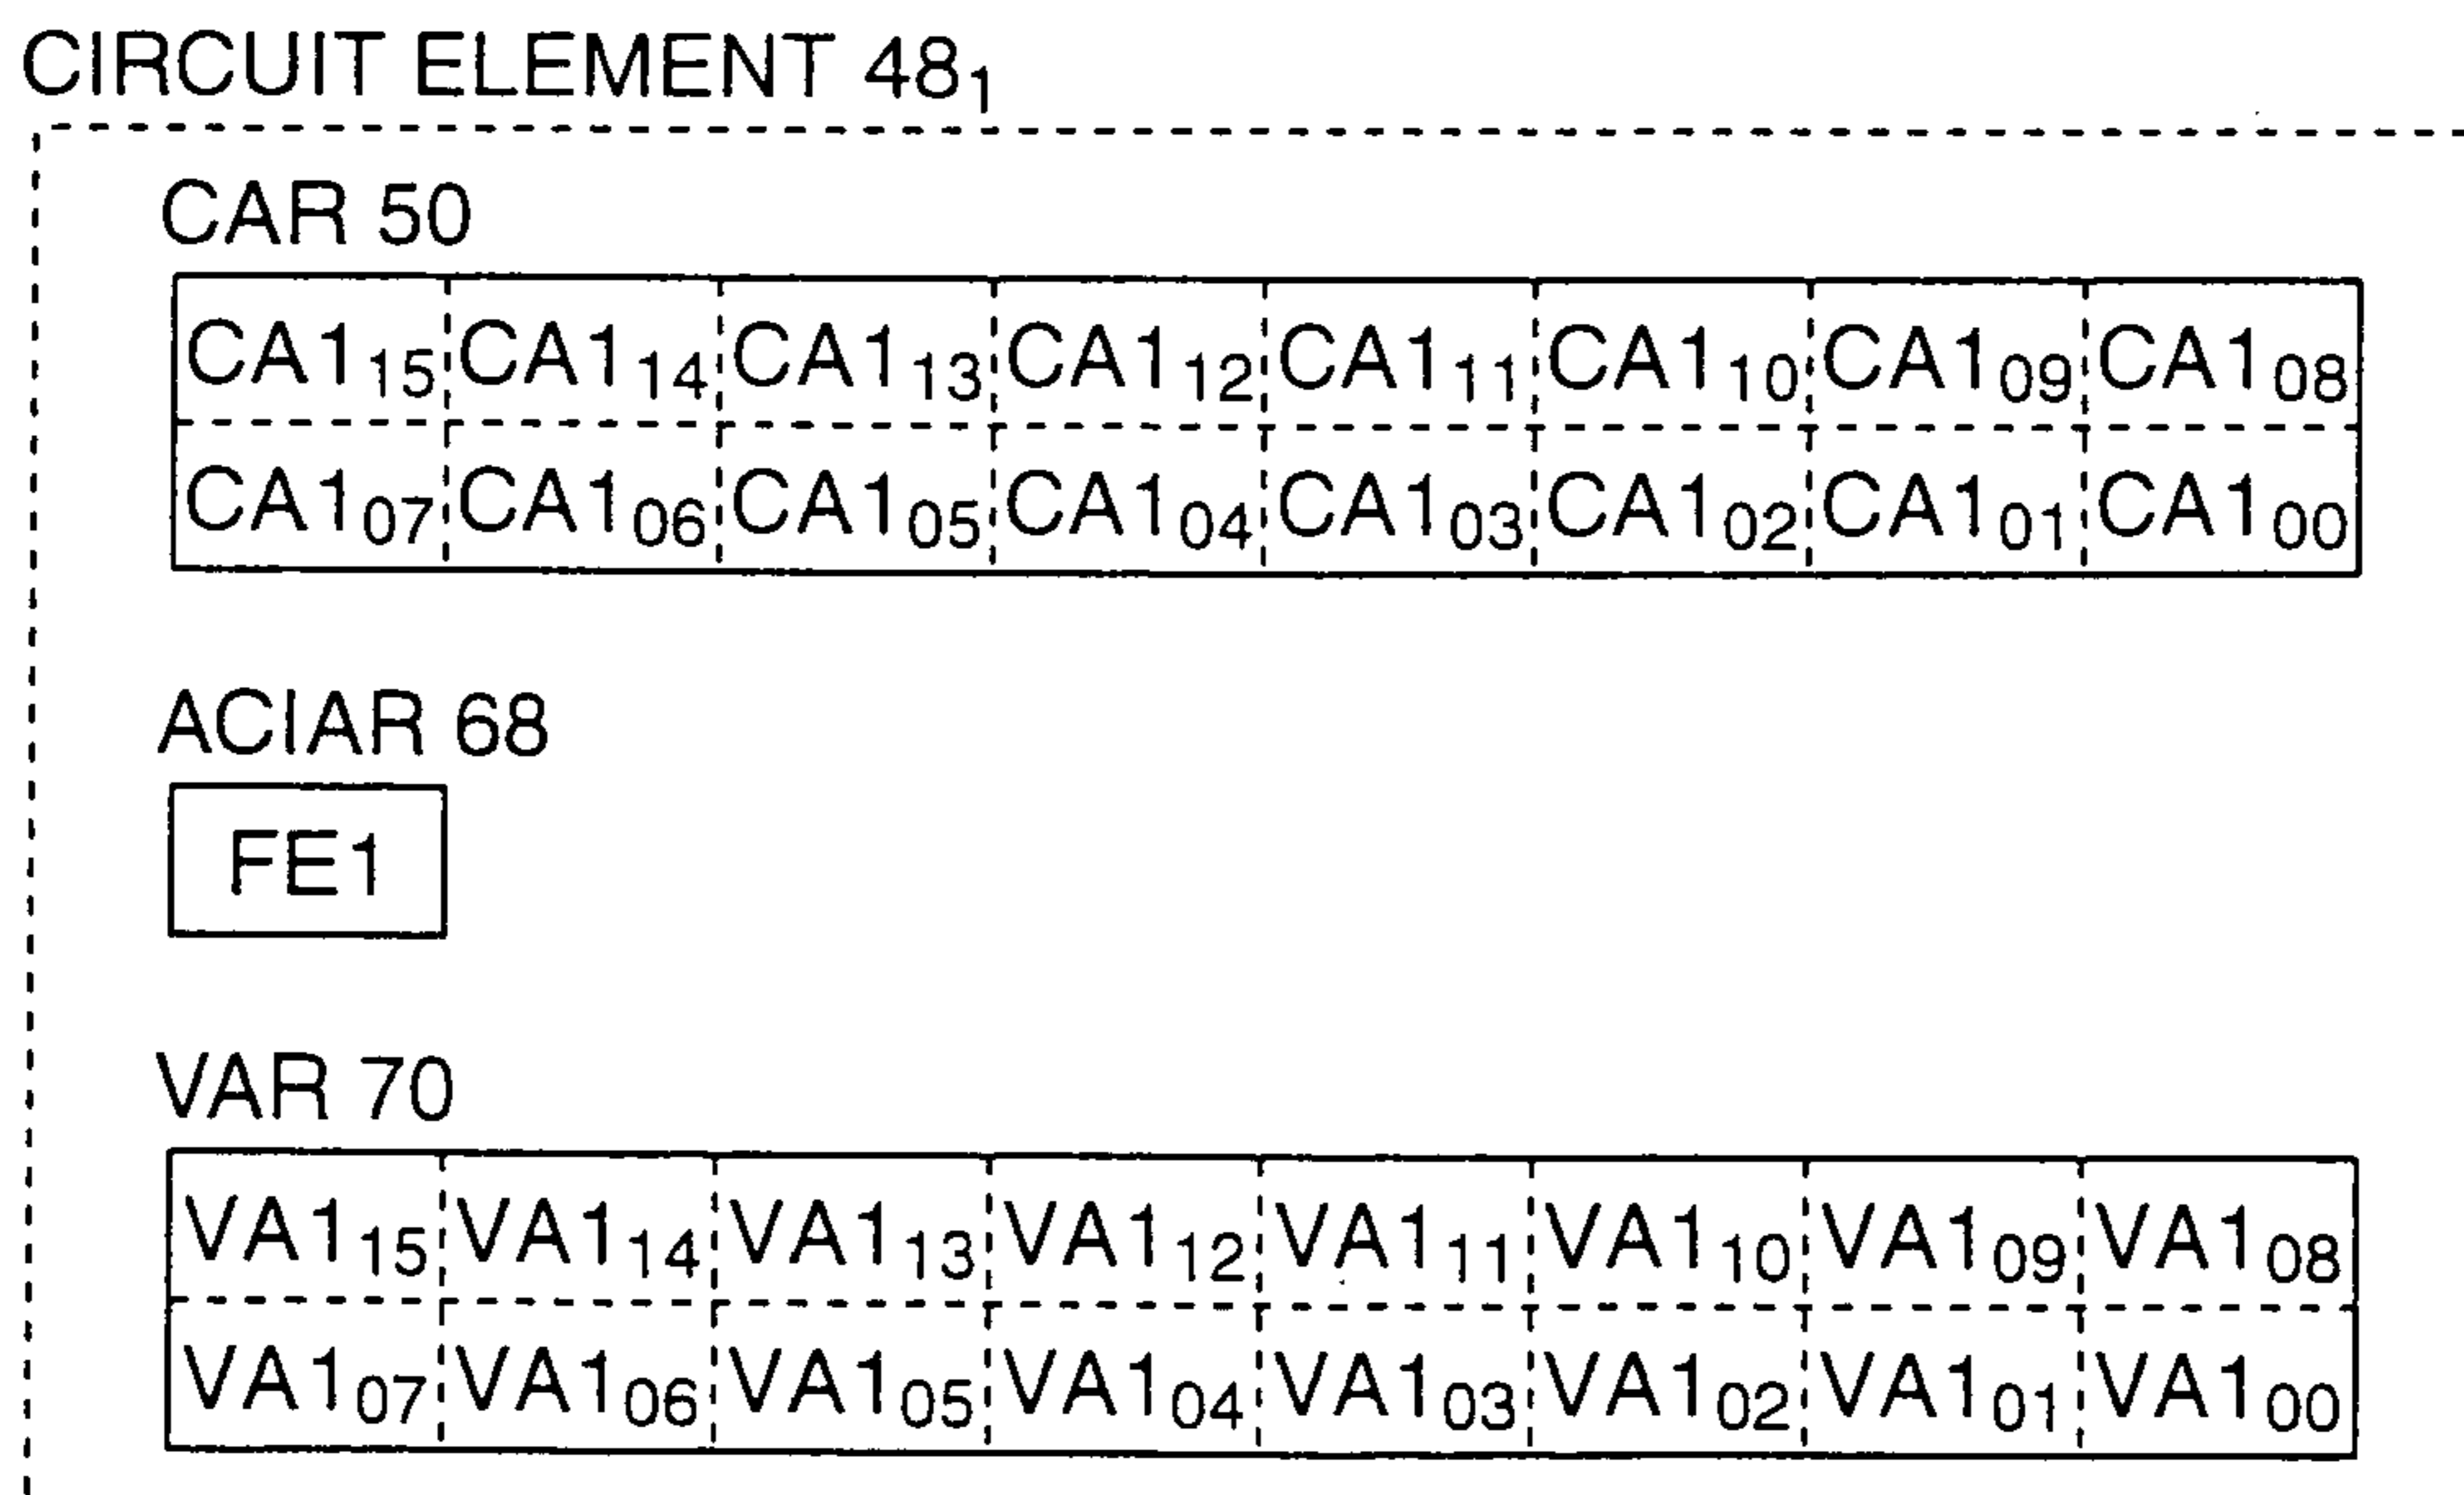 CIRCUIT ELEMENT 48₁
CAR 50
CA1₁₅ CA1₁₄ CA1₁₃ CA1₁₂ CA1₁₁ CA1₁₀ CA1₀₉ CA1₀₈
CA1₀₇ CA1₀₆ CA1₀₅ CA1₀₄ CA1₀₃ CA1₀₂ CA1₀₁ CA1₀₀
ACIAR 68
FE1
VAR 70
VA1₁₅ VA1₁₄ VA1₁₃ VA1₁₂ VA1₁₁ VA1₁₀ VA1₀₉ VA1₀₈
VA1₀₇ VA1₀₆ VA1₀₅ VA1₀₄ VA1₀₃ VA1₀₂ VA1₀₁ VA1₀₀